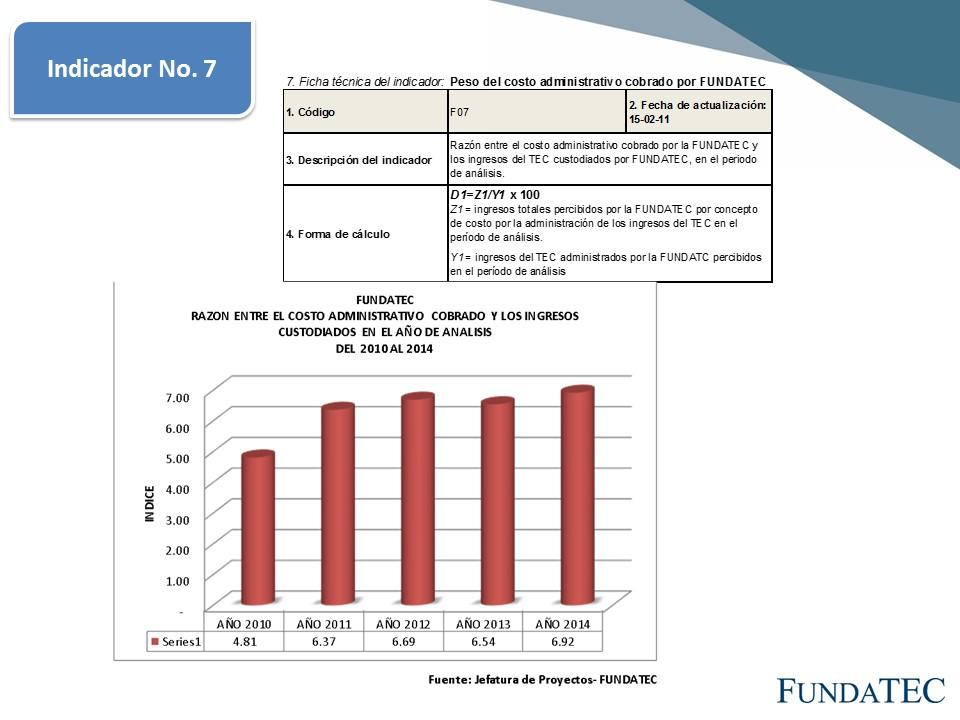 Indicador No. 7
7. Ficha técnica del indicador: Peso del costo administrativo cobrado por FUNDATEC
1. Código
F07
2. Fecha de actualización:
15-02-11
3. Descripción del indicador
Razón entre el costo administrativo cobrado por la FUNDATEC y
los ingresos del TEC custodiados por FUNDATEC, en el periodo
de análisis.
4. Forma de cálculo
D1=Z1/Y1 x 100
Z1 = ingresos totales percibidos por la FUNDATEC por concepto
de costo por la administración de los ingresos del TEC en el
período de análisis.
Y1= ingresos del TEC administrados por la FUNDATC percibidos
en el período de análisis
FUNDATEC
RAZON ENTRE EL COSTO ADMINISTRATIVO COBRADO Y LOS INGRESOS
CUSTODIADOS EN EL AÑO DE ANALISIS
DEL 2010 AL 2014
INDICE
7.00
6.00
5.00
4.00
3.00
2.00
1.00
-
AÑO 2010 AÑO 2011 AÑO 2012 AÑO 2013 AÑO 2014
Series1 4.81 6.37 6.69 6.54 6.92
Fuente: Jefatura de Proyectos- FUNDATEC
FUNDATEC